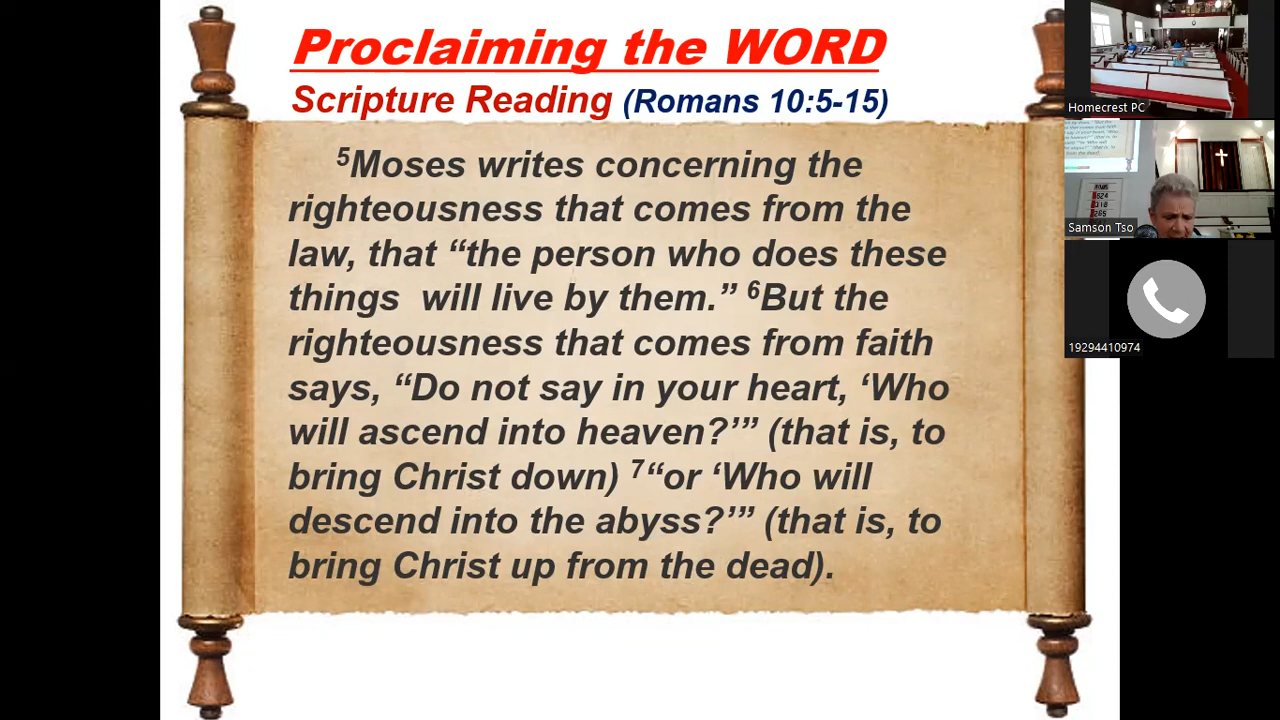 Proclaiming the WORD
Scripture Reading (Romans 10:5-15)
5Moses writes concerning the
righteousness that comes from the
law, that “the person who does these
things will live by them.” 6But the
righteousness that comes from faith
says, “Do not say in your heart, ‘Who
will ascend into heaven?’” (that is, to
bring Christ down) 7“or ‘Who will
descend into the abyss?’” (that is, to
bring Christ up from the dead).
Homecrest PC
Samson Tso
19294410974